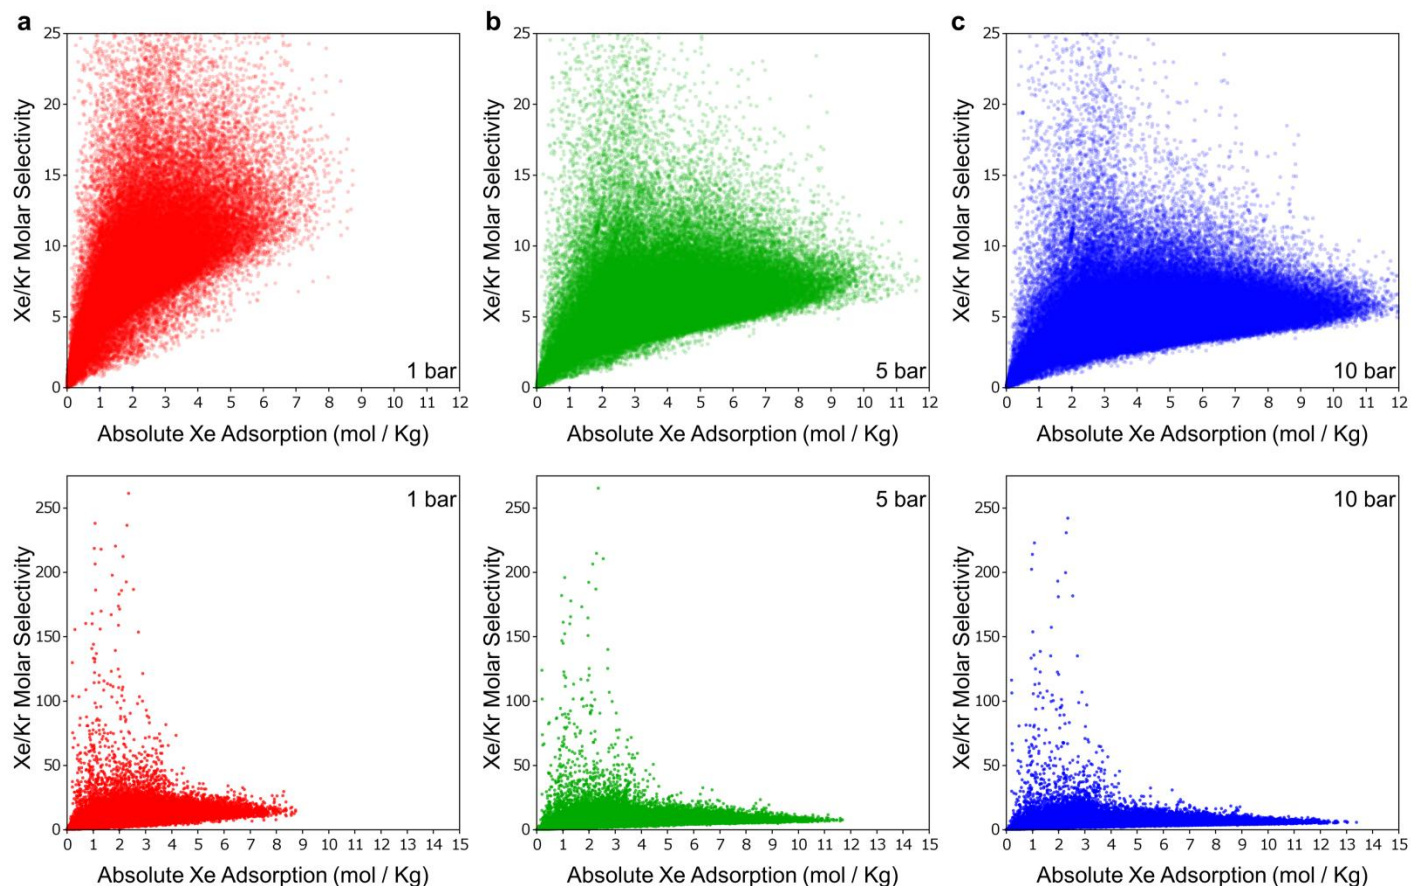 a
25
20
15
10
5
0
Xe/Kr Molar Selectivity
1 bar
0 1 2 3 4 5 6 7 8 9 10 11 12
Absolute Xe Adsorption (mol / Kg)
b
25
20
15
10
5
0
Xe/Kr Molar Selectivity
5 bar
0 1 2 3 4 5 6 7 8 9 10 11 12
Absolute Xe Adsorption (mol / Kg)
c
25
20
15
10
5
0
Xe/Kr Molar Selectivity
10 bar
0 1 2 3 4 5 6 7 8 9 10 11 12
Absolute Xe Adsorption (mol / Kg)
1 bar
250
200
150
100
50
0
Xe/Kr Molar Selectivity
0 1 2 3 4 5 6 7 8 9 10 11 12 13 14 15
Absolute Xe Adsorption (mol / Kg)
5 bar
250
200
150
100
50
0
Xe/Kr Molar Selectivity
0 1 2 3 4 5 6 7 8 9 10 11 12 13 14 15
Absolute Xe Adsorption (mol / Kg)
10 bar
250
200
150
100
50
0
Xe/Kr Molar Selectivity
0 1 2 3 4 5 6 7 8 9 10 11 12 13 14 15
Absolute Xe Adsorption (mol / Kg)